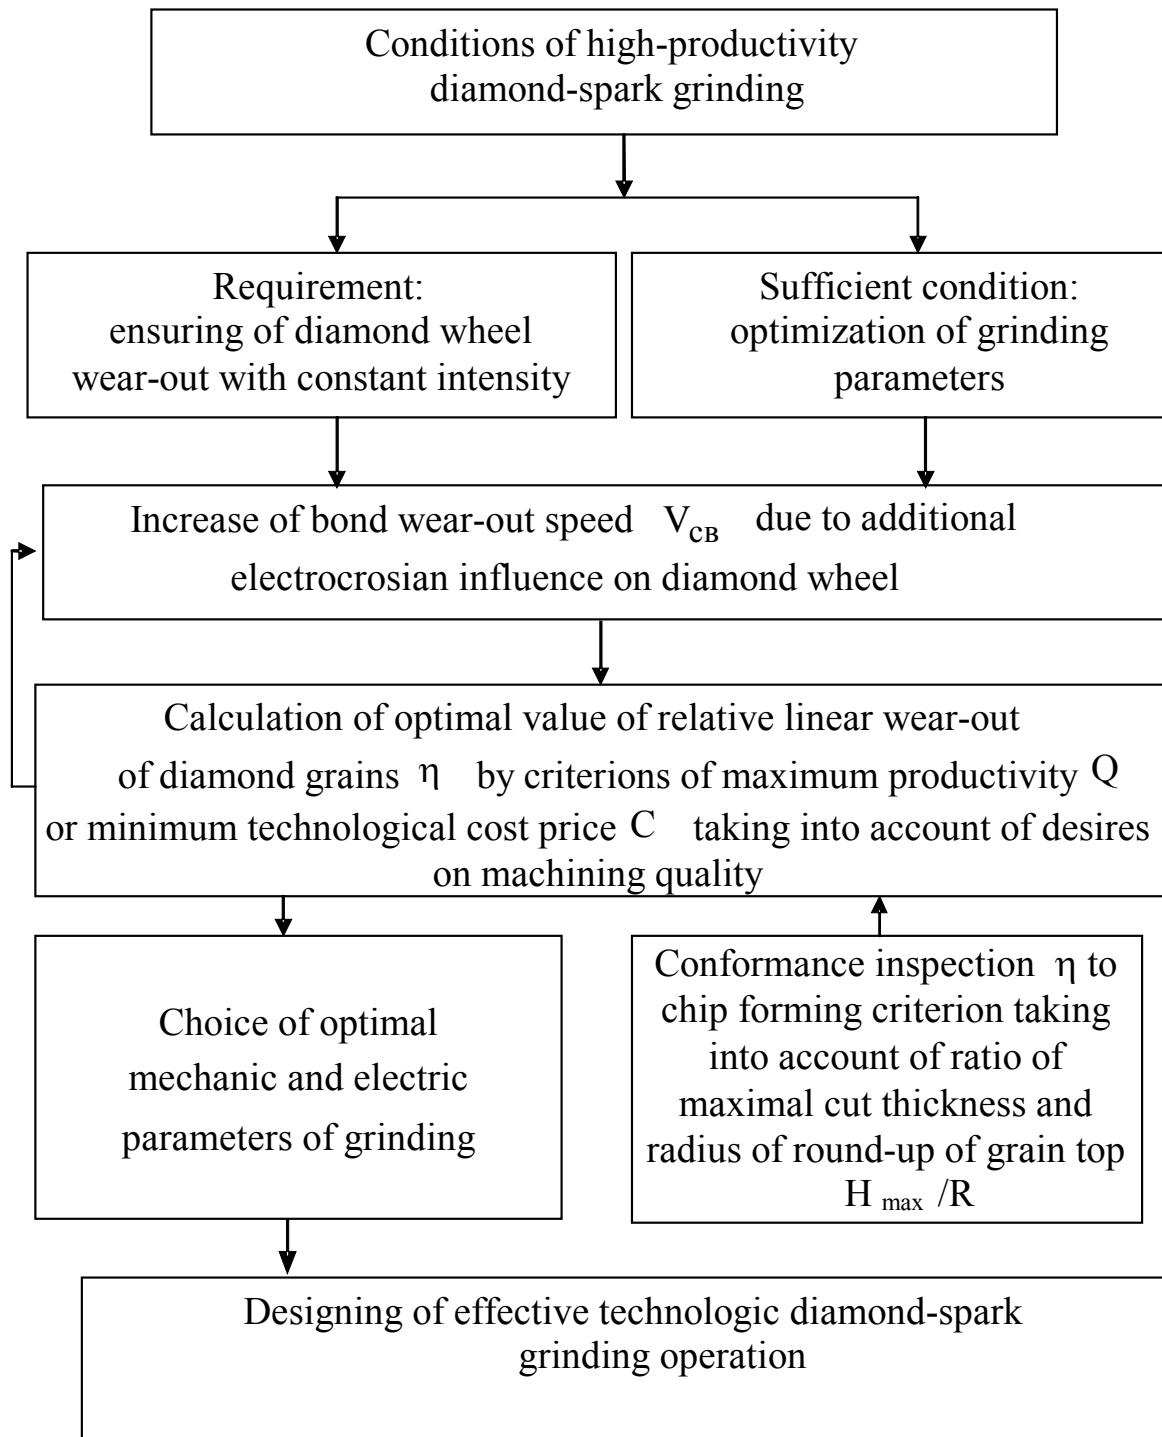 Conditions of high-productivity
diamond-spark grinding
Requirement:
ensuring of diamond wheel
wear-out with constant intensity
Sufficient condition:
optimization of grinding
parameters
Increase of bond wear-out speed V_св due to additional
electrocrosian influence on diamond wheel
Calculation of optimal value of relative linear wear-out
of diamond grains η by criterions of maximum productivity Q
or minimum technological cost price C taking into account of desires
on machining quality
Choice of optimal
mechanic and electric
parameters of grinding
Conformance inspection η to
chip forming criterion taking
into account of ratio of
maximal cut thickness and
radius of round-up of grain top
H max /R
Designing of effective technologic diamond-spark
grinding operation